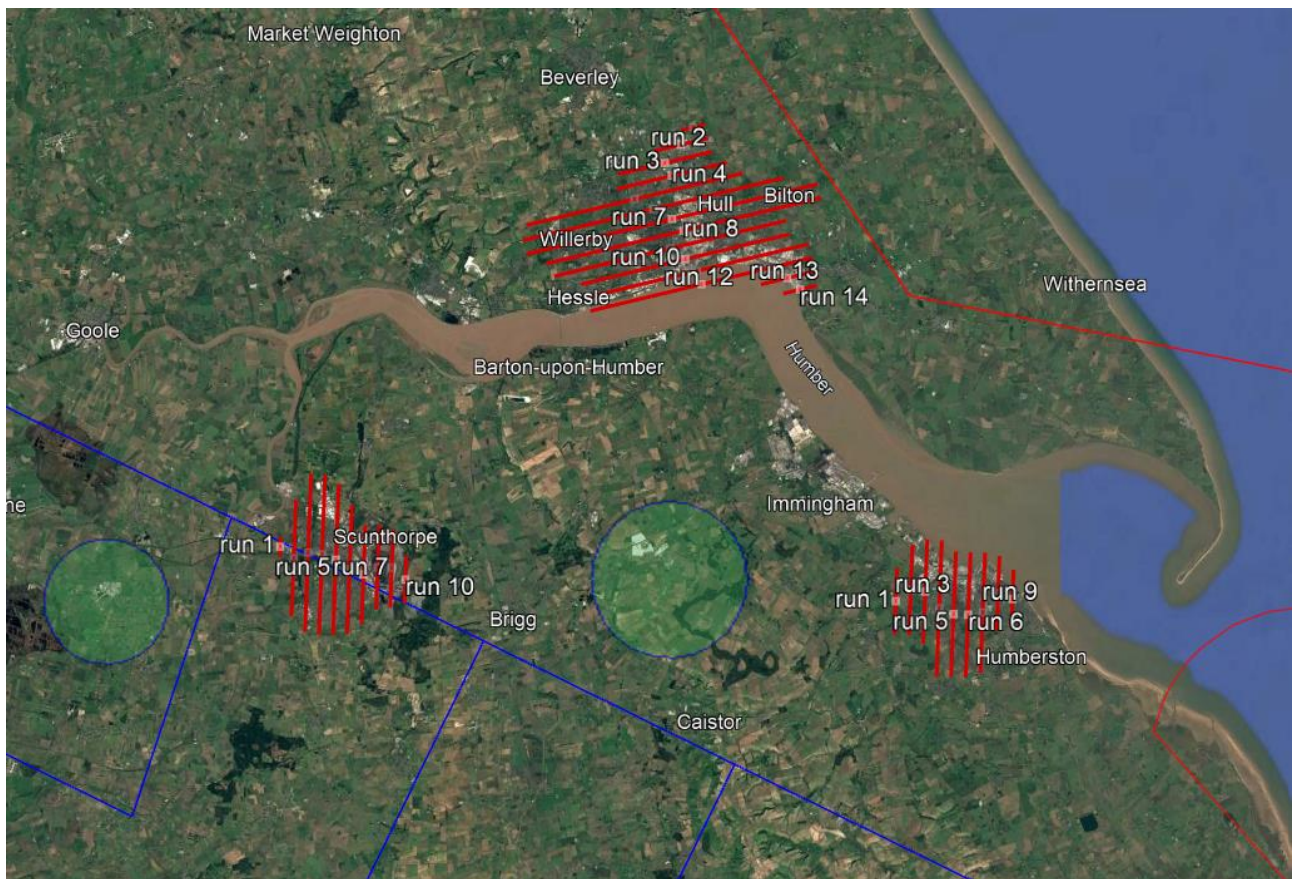 Market Weighton
Beverley
run 2
run 3
run 4
Bilton
Hull
run 7
run 8
Willerby
run 10
run 12
run 13
run 14
Hessle
Withernsea
Goole
Humber
Barton-upon-Humber
ne
Immingham
Scunthorpe
run 1
run 5
run 7
run 10
run 3
run 1
run 9
run 5
run 6
Brigg
Humberston
Caistor